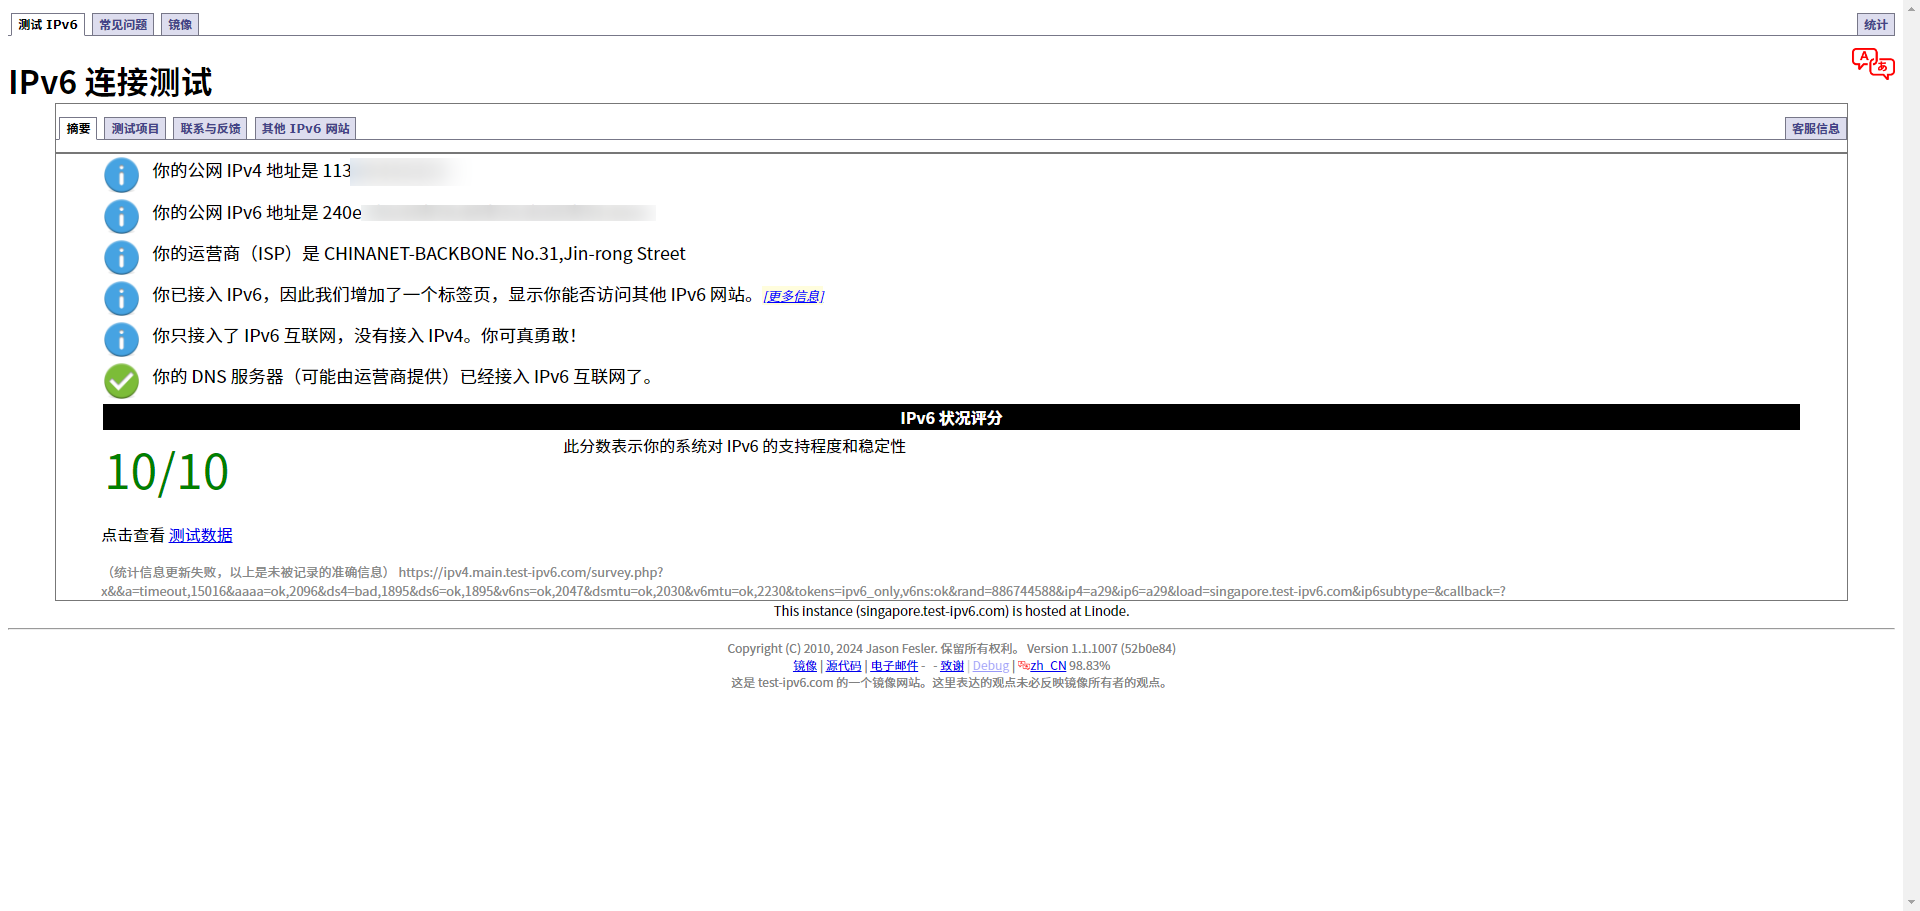 测试 IPv6 常见问题 镜像 统计
IPv6 连接测试
摘要 测试项目 联系与反馈 其他 IPv6 网站 客服信息
你的公网 IPv4 地址是 113
你的公网 IPv6 地址是 240e
你的运营商（ISP）是 CHINANET-BACKBONE No.31,Jin-rong Street
你已接入 IPv6，因此我们增加了一个标签页，显示你能否访问其他 IPv6 网站。 [更多信息]
你只接入了 IPv6 互联网，没有接入 IPv4。你可真勇敢！
你的 DNS 服务器（可能由运营商提供）已经接入 IPv6 互联网了。
IPv6 状况评分
此分数表示你的系统对 IPv6 的支持程度和稳定性
10/10
点击查看 测试数据
（统计信息更新失败，以上是未被记录的准确信息） https://ipv4.main.test-ipv6.com/survey.php?
x&&a=timeout,15016&aaaa=ok,2096&ds4=bad,1895&ds6=ok,1895&v6ns=ok,2047&dsmtu=ok,2030&v6mtu=ok,2230&tokens=ipv6_only,v6ns:ok&rand=886744588&ip4=a29&ip6=a29&load=singapore.test-ipv6.com&ip6subtype=&callback=?
This instance (singapore.test-ipv6.com) is hosted at Linode.
Copyright (C) 2010, 2024 Jason Fesler. 保留所有权利。 Version 1.1.1007 (52b0e84)
镜像 | 源代码 | 电子邮件 - - 致谢 | Debug | zh_CN 98.83%
这是 test-ipv6.com 的一个镜像网站。这里表达的观点未必反映镜像所有者的观点。